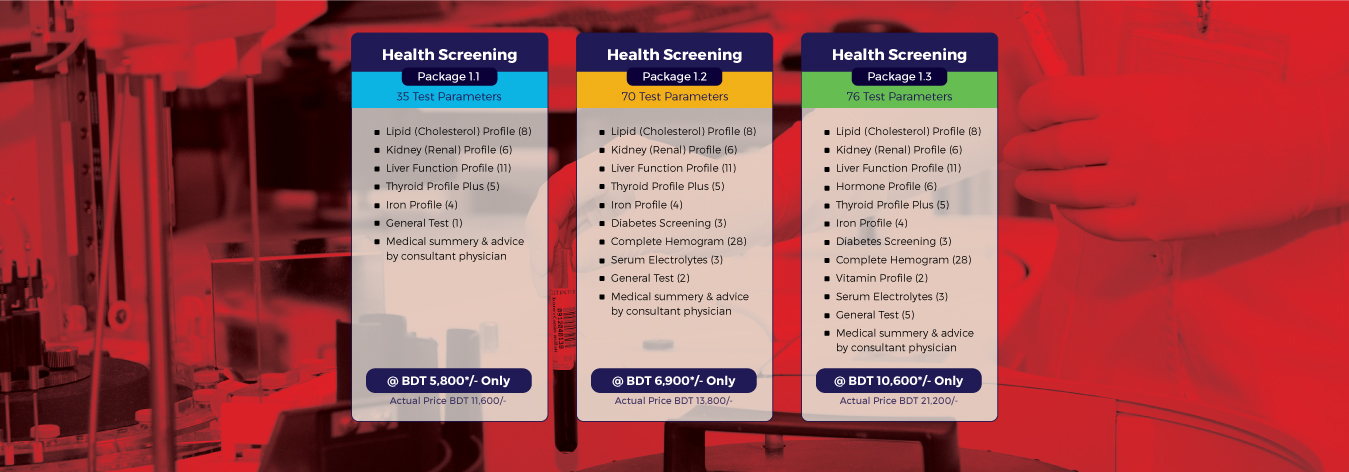 Health Screening
Package 1.1
35 Test Parameters
Lipid (Cholesterol) Profile (8)
Kidney (Renal) Profile (6)
Liver Function Profile (11)
Thyroid Profile Plus (5)
Iron Profile (4)
General Test (1)
Medical summery & advice
by consultant physician
@ BDT 5,800*/- Only
Actual Price BDT 11,600/-
Health Screening
Package 1.2
70 Test Parameters
Lipid (Cholesterol) Profile (8)
Kidney (Renal) Profile (6)
Liver Function Profile (11)
Thyroid Profile Plus (5)
Iron Profile (4)
Diabetes Screening (3)
Complete Hemogram (28)
Serum Electrolytes (3)
General Test (2)
Medical summery & advice
by consultant physician
@ BDT 6,900*/- Only
Actual Price BDT 13,800/-
Health Screening
Package 1.3
76 Test Parameters
Lipid (Cholesterol) Profile (8)
Kidney (Renal) Profile (6)
Liver Function Profile (11)
Hormone Profile (6)
Thyroid Profile Plus (5)
Iron Profile (4)
Diabetes Screening (3)
Complete Hemogram (28)
Vitamin Profile (2)
Serum Electrolytes (3)
General Test (5)
Medical summery & advice
by consultant physician
@ BDT 10,600*/- Only
Actual Price BDT 21,200/-